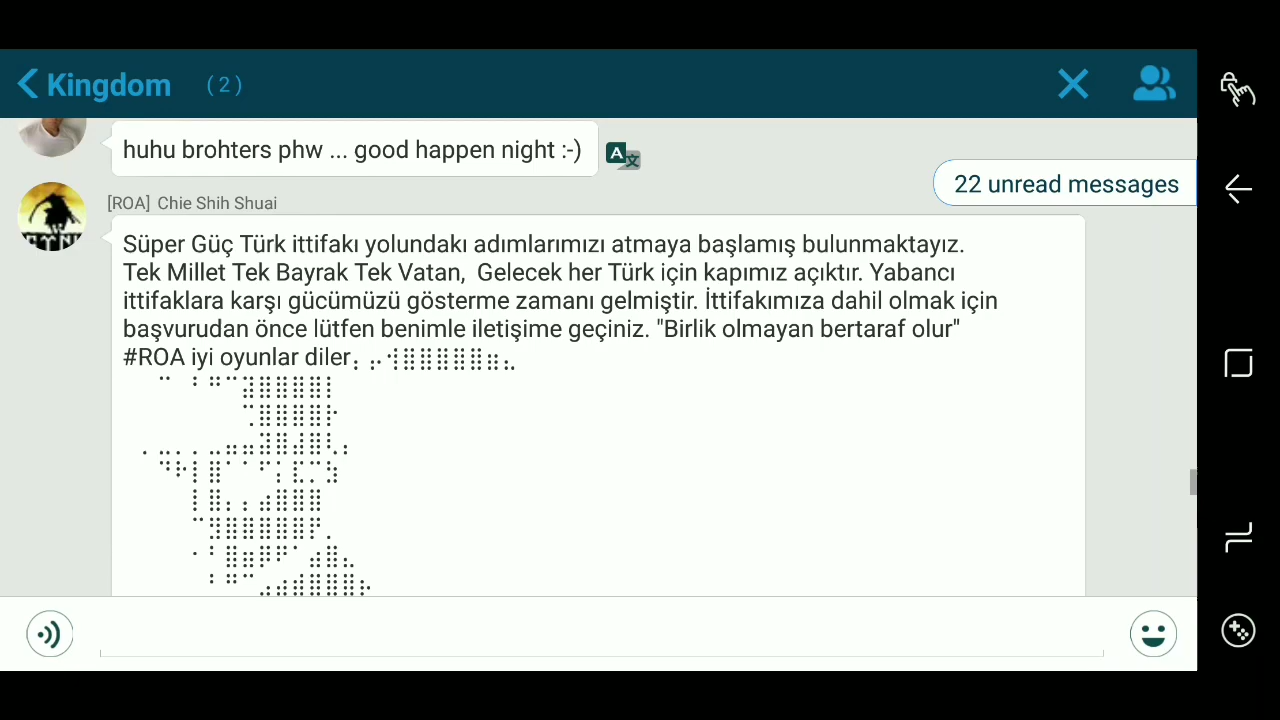 Kingdom (2)
huhu brohters phw ... good happen night :-)
22 unread messages
[ROA] Chie Shih Shuai
Süper Güç Türk ittifakı yolundakı adımlarımızı atmaya başlamış bulunmaktayız.
Tek Millet Tek Bayrak Tek Vatan, Gelecek her Türk için kapımız açıktır. Yabancı
ittifaklara karşı gücümüzü gösterme zamanı gelmiştir. İttifakımıza dahil olmak için
başvurudan önce lütfen benimle iletişime geçiniz. "Birlik olmayan bertaraf olur"
#ROA iyi oyunlar diler